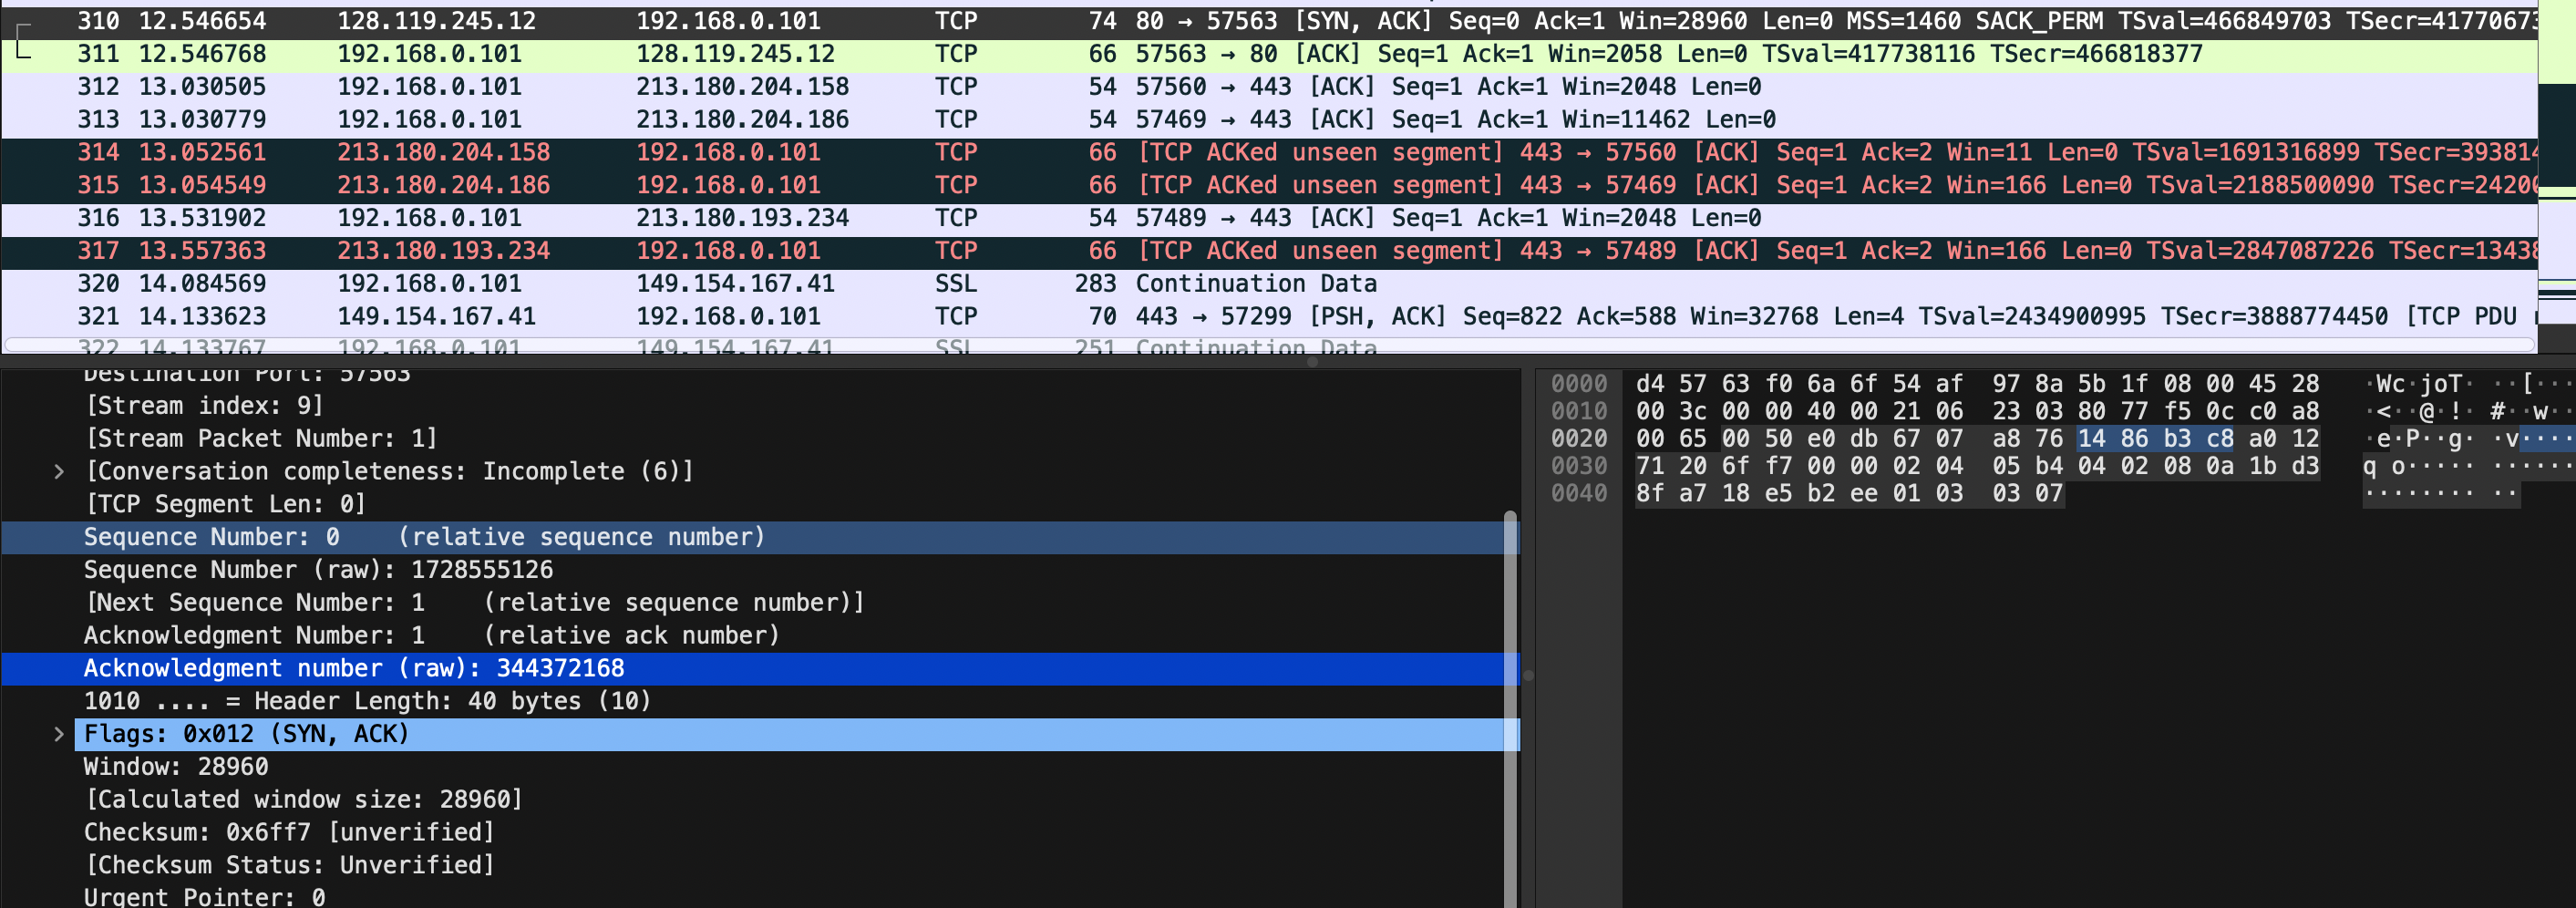 310 12.546654 128.119.245.12 192.168.0.101 TCP 74 80 → 57563 [SYN, ACK] Seq=0 Ack=1 Win=28960 Len=0 MSS=1460 SACK_PERM TSval=466849703 TSecr=41770673
311 12.546768 192.168.0.101 128.119.245.12 TCP 66 57563 → 80 [ACK] Seq=1 Ack=1 Win=2058 Len=0 TSval=417738116 TSecr=466818377
312 13.030505 192.168.0.101 213.180.204.158 TCP 54 57560 → 443 [ACK] Seq=1 Ack=1 Win=2048 Len=0
313 13.030779 192.168.0.101 213.180.204.186 TCP 54 57469 → 443 [ACK] Seq=1 Ack=1 Win=11462 Len=0
314 13.052561 213.180.204.158 192.168.0.101 TCP 66 [TCP ACKed unseen segment] 443 → 57560 [ACK] Seq=1 Ack=2 Win=11 Len=0 TSval=1691316899 TSecr=393814
315 13.054549 213.180.204.186 192.168.0.101 TCP 66 [TCP ACKed unseen segment] 443 → 57469 [ACK] Seq=1 Ack=2 Win=166 Len=0 TSval=2188500090 TSecr=24200
316 13.531902 192.168.0.101 213.180.193.234 TCP 54 57489 → 443 [ACK] Seq=1 Ack=1 Win=2048 Len=0
317 13.557363 213.180.193.234 192.168.0.101 TCP 66 [TCP ACKed unseen segment] 443 → 57489 [ACK] Seq=1 Ack=2 Win=166 Len=0 TSval=2847087226 TSecr=13438
320 14.084569 192.168.0.101 149.154.167.41 SSL 283 Continuation Data
321 14.133623 149.154.167.41 192.168.0.101 TCP 70 443 → 57299 [PSH, ACK] Seq=822 Ack=588 Win=32768 Len=4 TSval=2434900995 TSecr=3888774450 [TCP PDU
322 14.133767 192.168.0.101 149.154.167.41 SSL 251 Continuation Data
Destination Port: 57563
[Stream index: 9]
[Stream Packet Number: 1]
[Conversation completeness: Incomplete (6)]
[TCP Segment Len: 0]
Sequence Number: 0 (relative sequence number)
Sequence Number (raw): 1728555126
[Next Sequence Number: 1 (relative sequence number)]
Acknowledgment Number: 1 (relative ack number)
Acknowledgment number (raw): 344372168
1010 .... = Header Length: 40 bytes (10)
Flags: 0x012 (SYN, ACK)
Window: 28960
[Calculated window size: 28960]
Checksum: 0x6ff7 [unverified]
[Checksum Status: Unverified]
Urgent Pointer: 0
0000 d4 57 63 f0 6a 6f 54 af 97 8a 5b 1f 08 00 45 28 ·Wc·joT· ··[···
0010 00 3c 00 00 40 00 21 06 23 03 80 77 f5 0c c0 a8 ·<··@·!· #··w··
0020 00 65 00 50 e0 db 67 07 a8 76 14 86 b3 c8 a0 12 ·e·P··g· ·v····
0030 71 20 6f f7 00 00 02 04 05 b4 04 02 08 0a 1b d3 q o····· ······
0040 8f a7 18 e5 b2 ee 01 03 03 07 ········ ··